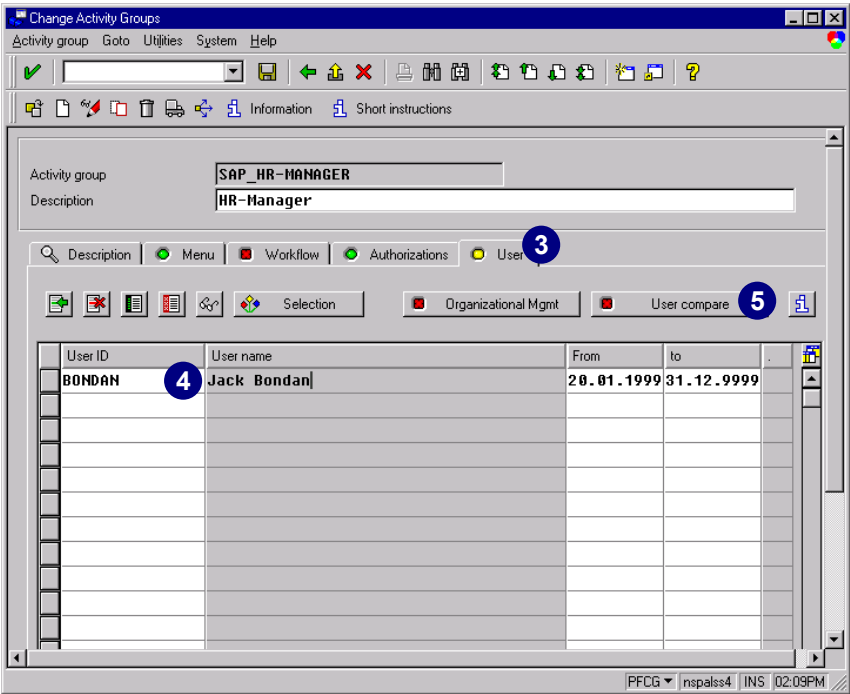 Change Activity Groups
Activity group Goto Utilities System Help
Information Short instructions
Activity group SAP_HR-MANAGER
Description HR-Manager
Description Menu Workflow Authorizations User 3
Selection Organizational Mgmt User compare 5
User ID User name From to .
BONDAN 4 Jack Bondan 20.01.1999 31.12.9999
PFCG nspalss4 INS 02:09PM